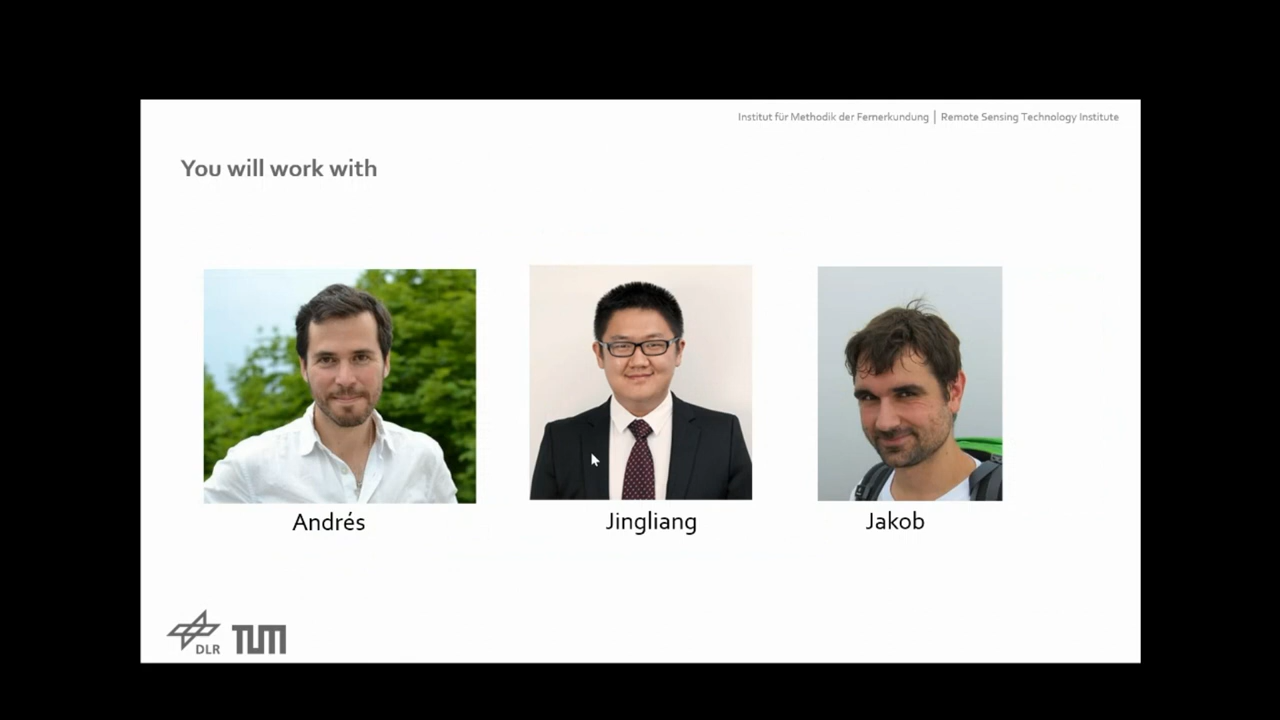 Institut für Methodik der Fernerkundung | Remote Sensing Technology Institute
You will work with
Andrés
Jingliang
Jakob
DLR TUM